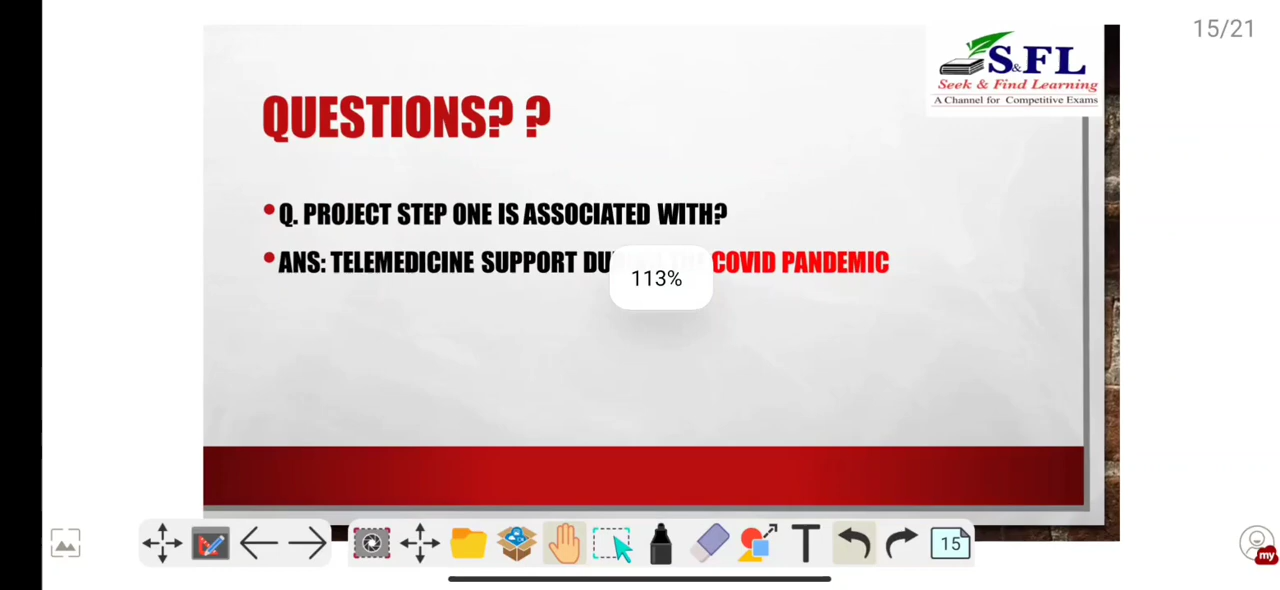 15/21
S&FL
Seek & Find Learning
A Channel for Competitive Exams
QUESTIONS? ?
• Q. PROJECT STEP ONE IS ASSOCIATED WITH?
• ANS: TELEMEDICINE SUPPORT COVID PANDEMIC
113%
T
15
my